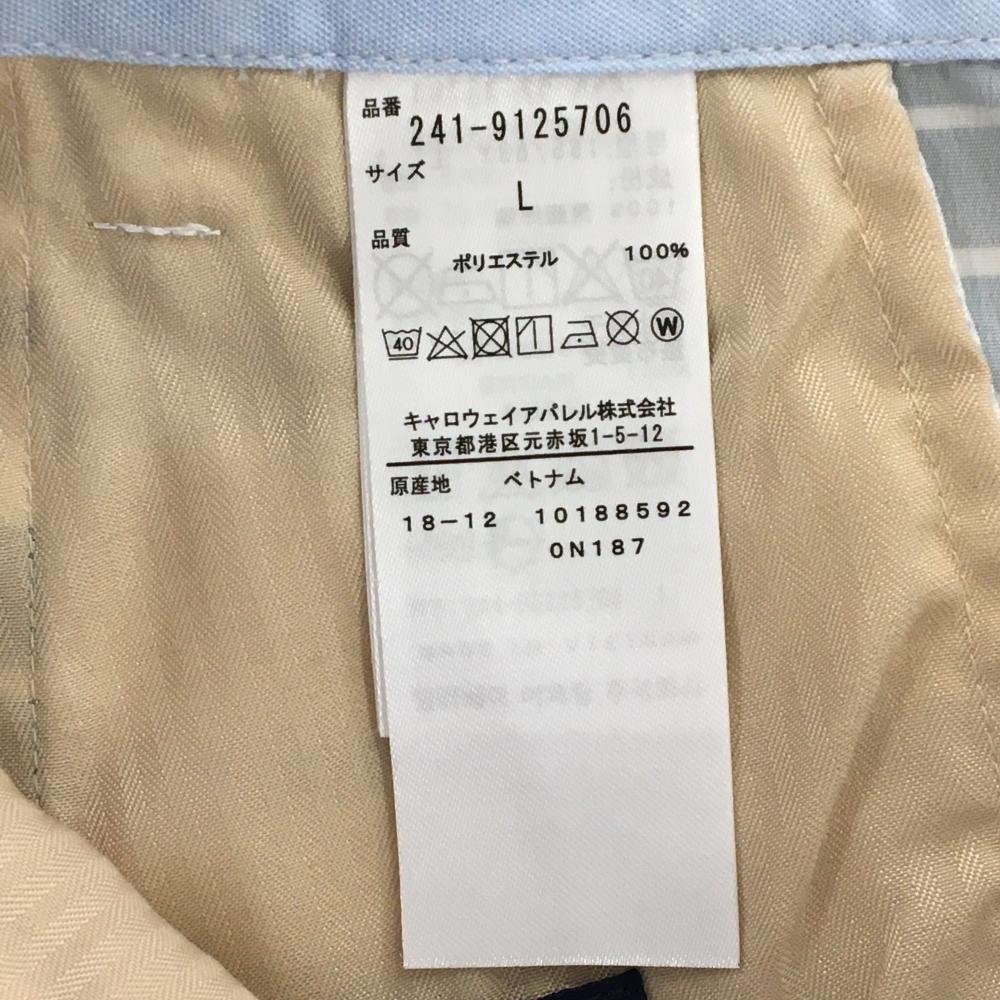 品番
241-9125706
サイズ
L
品質
ポリエステル 100%
40 W
キャロウェイアパレル株式会社
東京都港区元赤坂1-5-12
原産地 ベトナム
18-12 10188592
0N187